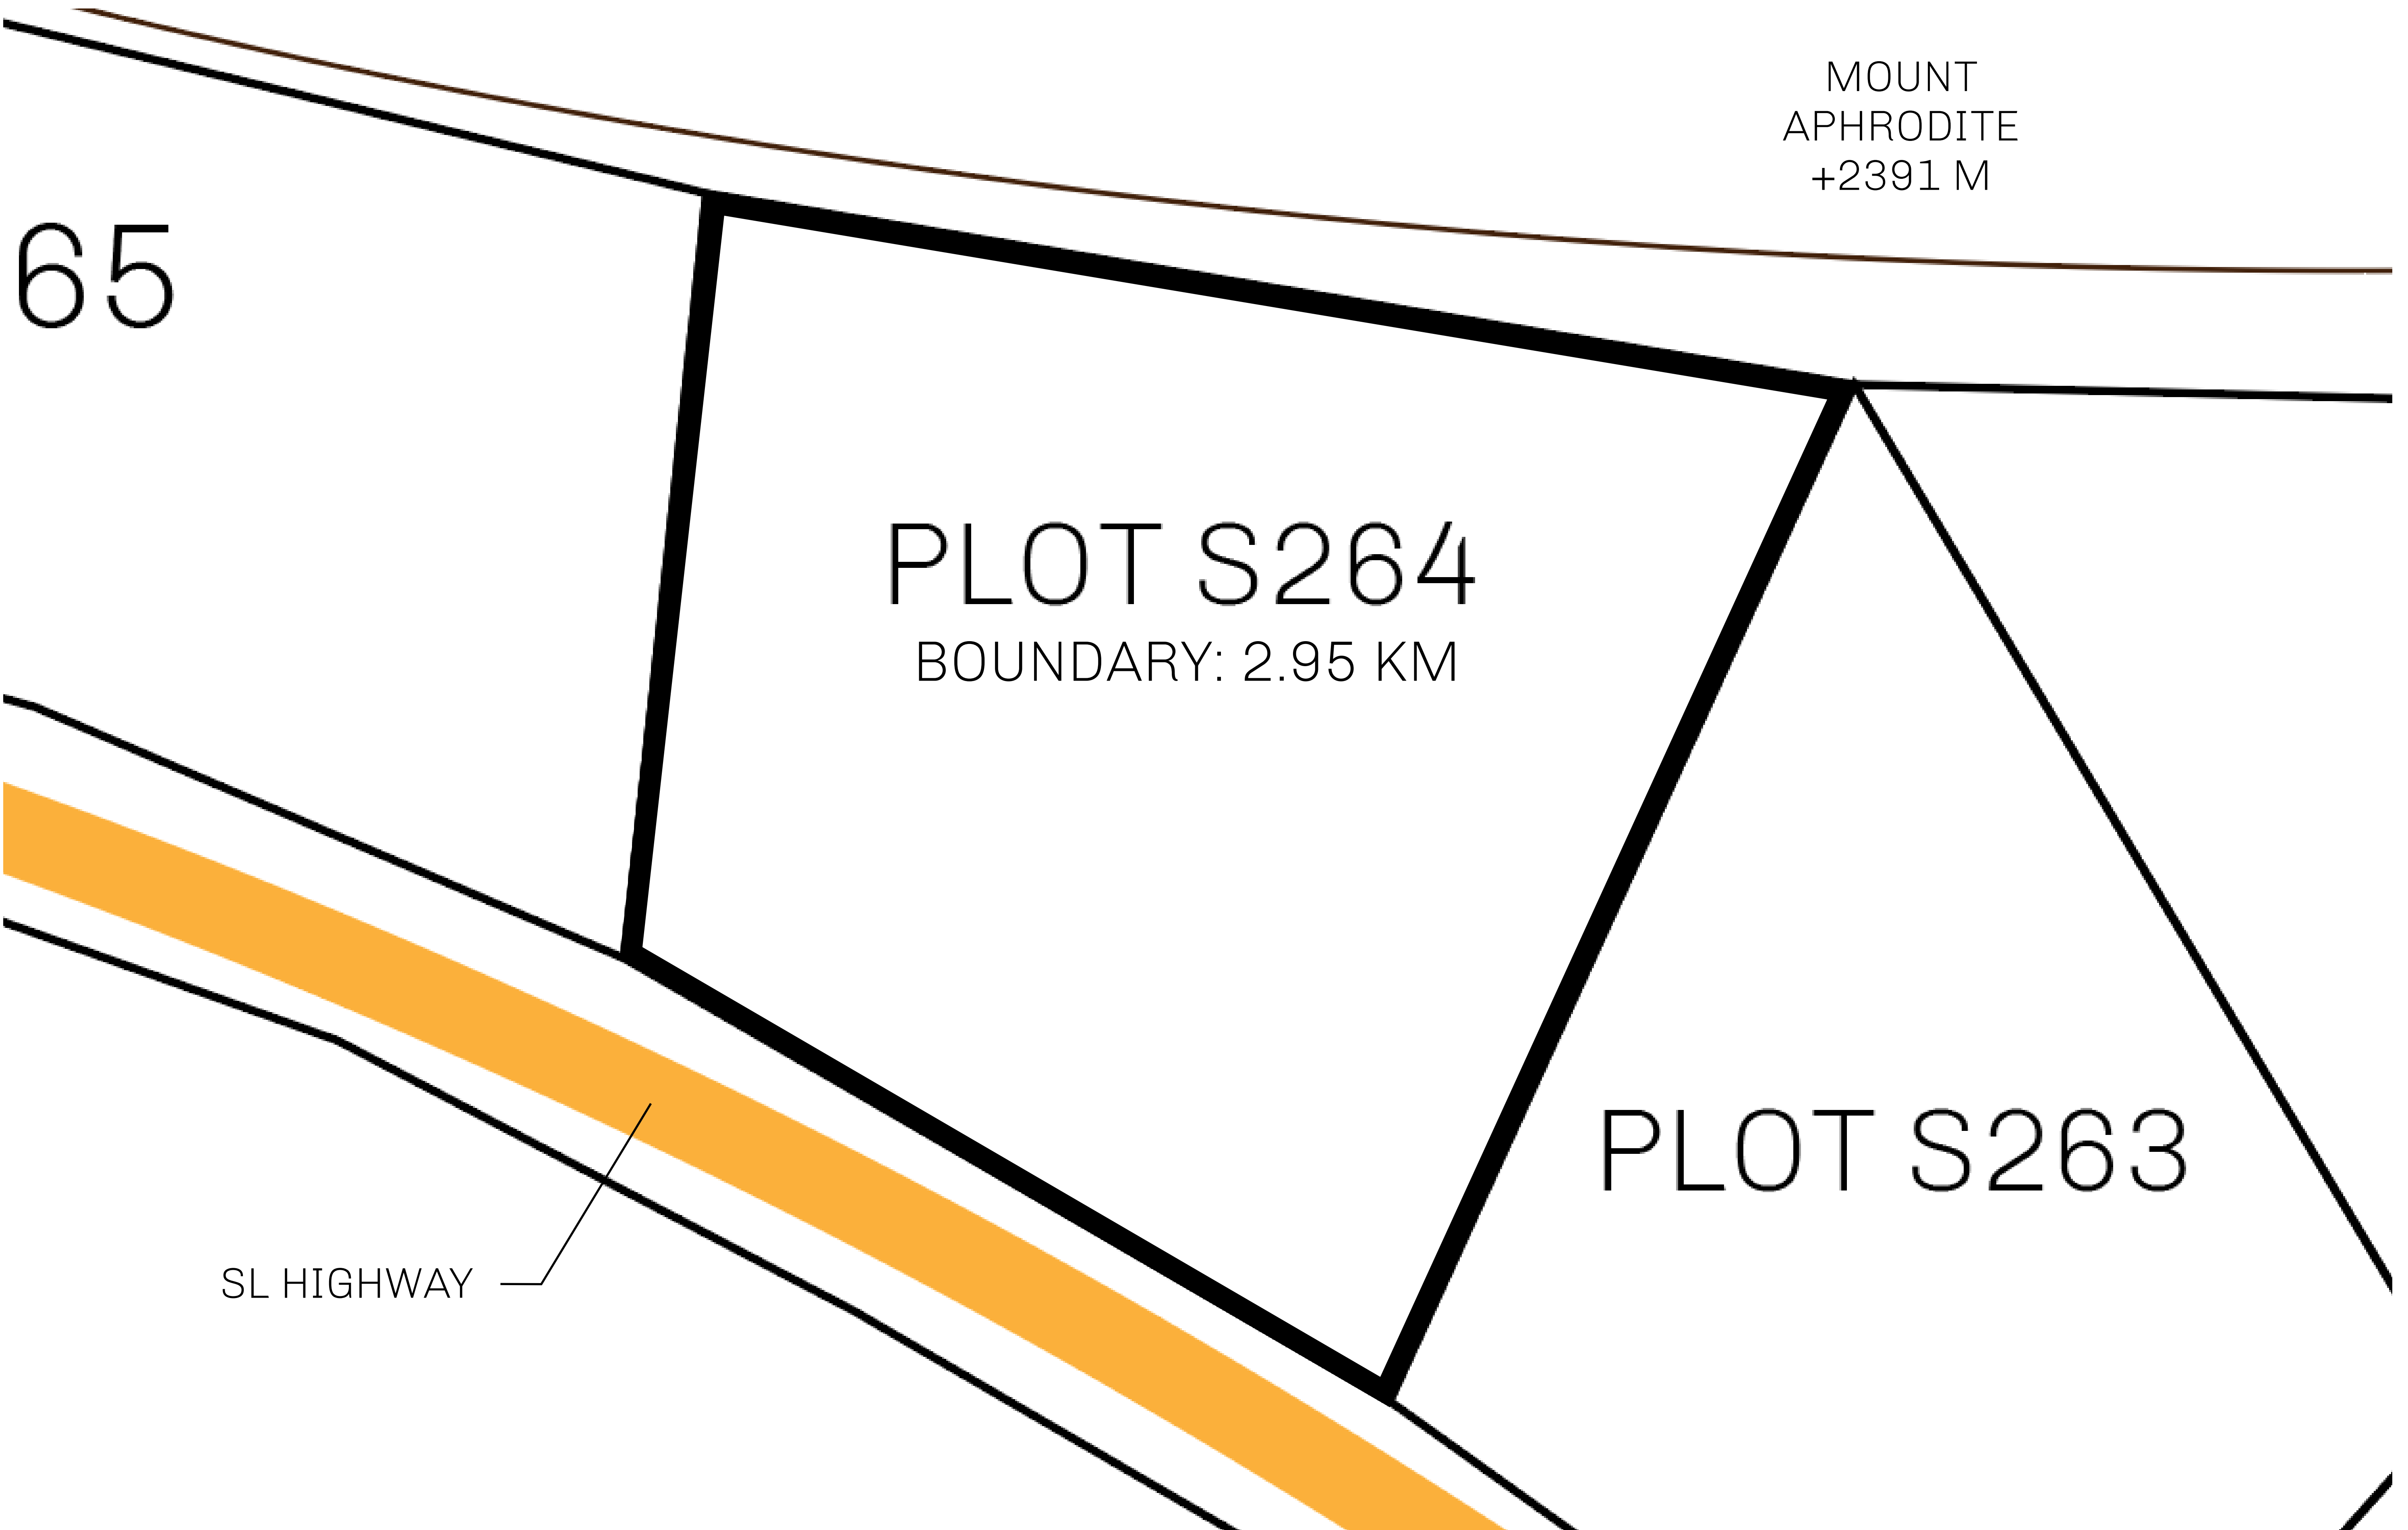 MOUNT
APHRODITE
+2391 M
65
PLOT S264
BOUNDARY: 2.95 KM
PLOT S263
SL HIGHWAY